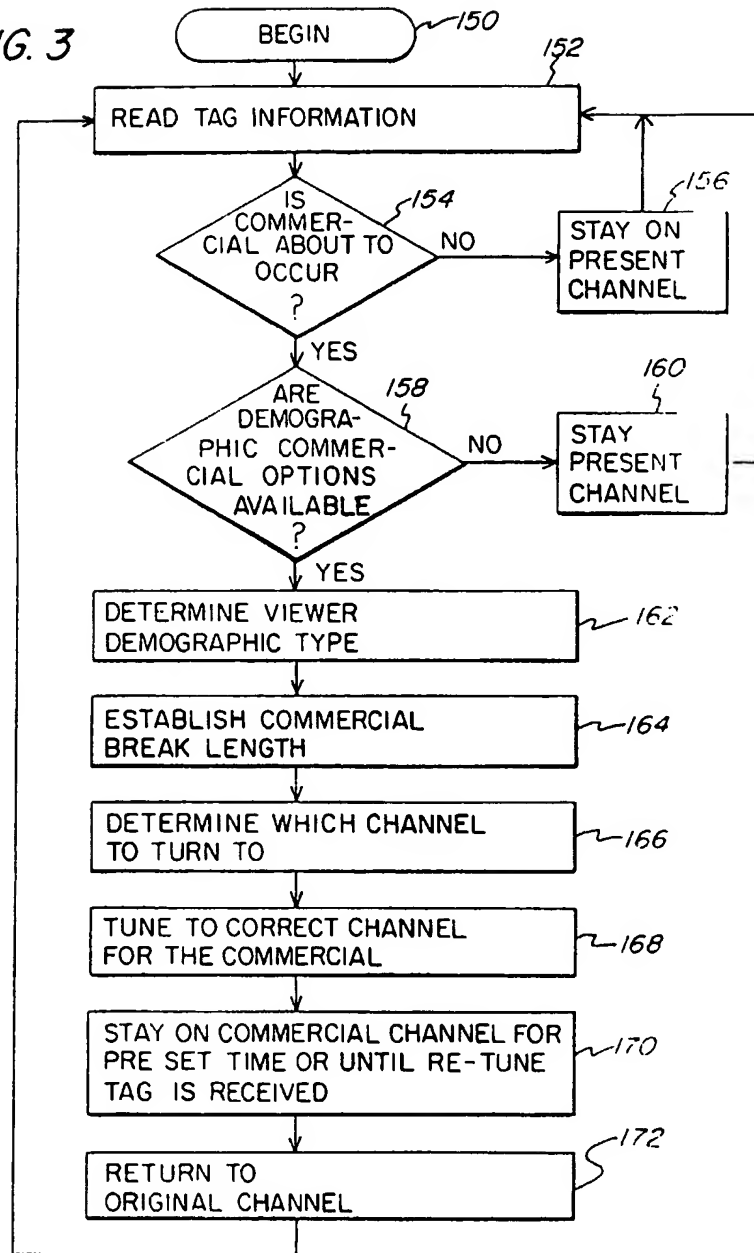 IG. 3
BEGIN
150
152
READ TAG INFORMATION
IS
COMMER-
CIAL ABOUT TO
OCCUR
?
154
NO
156
STAY ON
PRESENT
CHANNEL
YES
ARE
DEMOGRA-
PHIC COMMER-
CIAL OPTIONS
AVAILABLE
?
158
NO
160
STAY
PRESENT
CHANNEL
YES
DETERMINE VIEWER
DEMOGRAPHIC TYPE
162
ESTABLISH COMMERCIAL
BREAK LENGTH
164
DETERMINE WHICH CHANNEL
TO TURN TO
166
TUNE TO CORRECT CHANNEL
FOR THE COMMERCIAL
168
STAY ON COMMERCIAL CHANNEL FOR
PRE SET TIME OR UNTIL RE-TUNE
TAG IS RECEIVED
170
RETURN TO
ORIGINAL CHANNEL
172